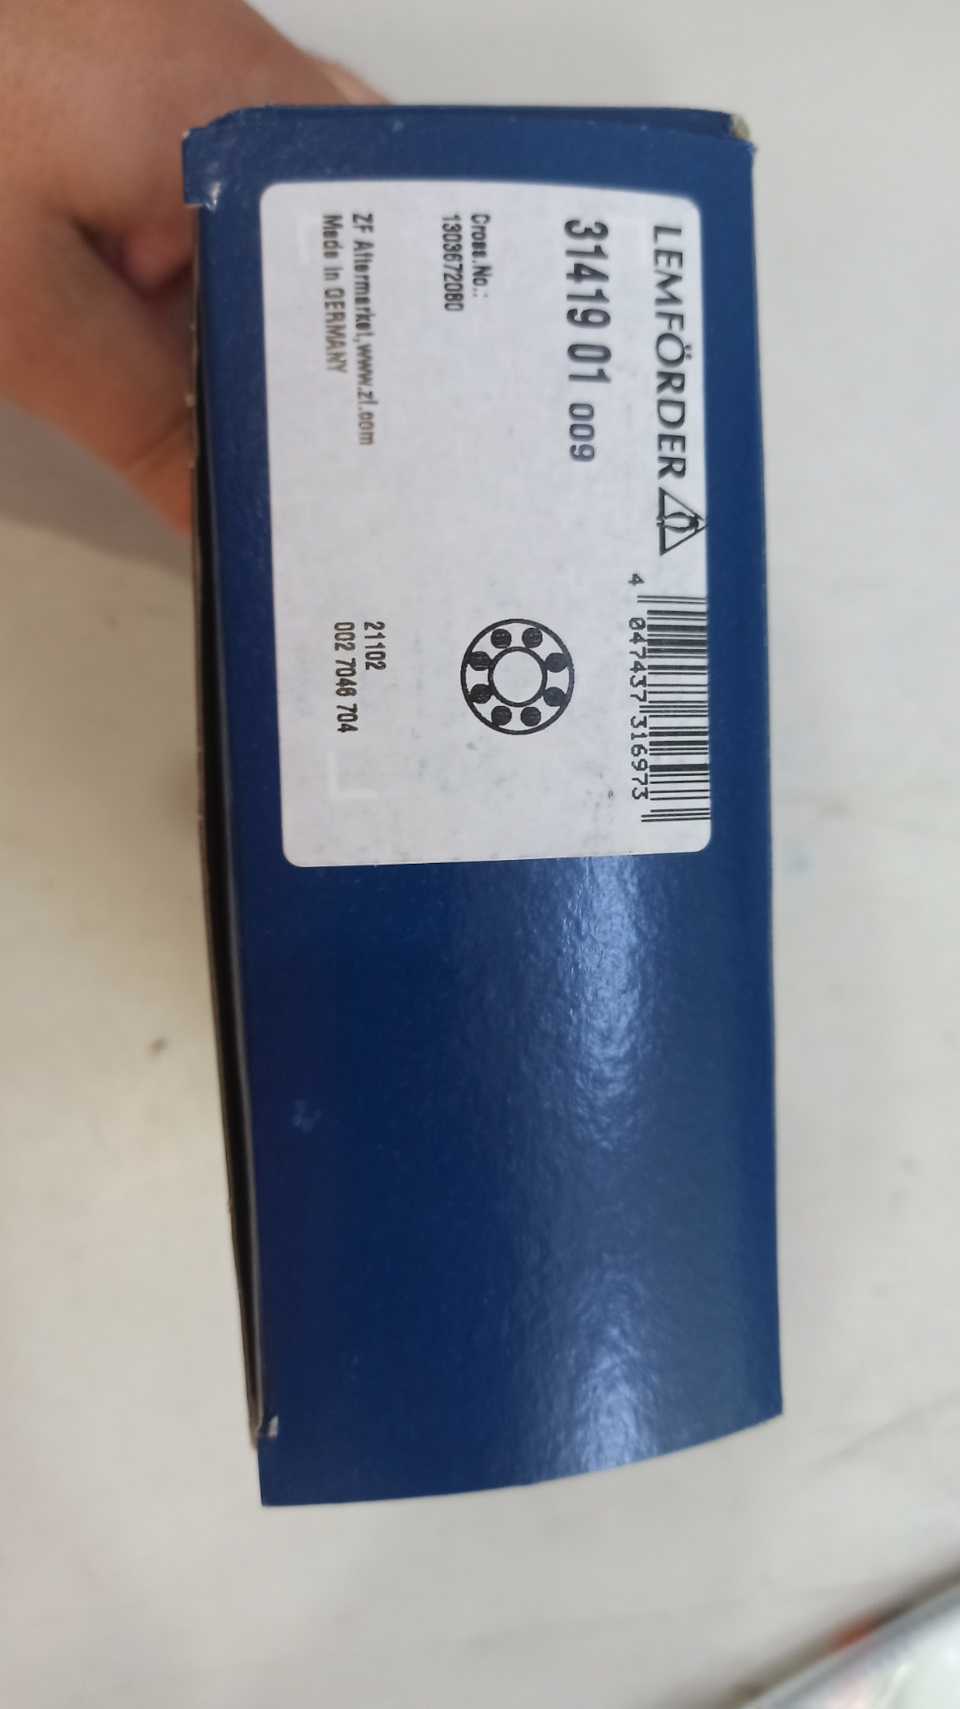 LEMFÖRDER
4 047437 316973
31419 01 009
Cross.No.:
1303672080
ZF Aftermarket,www.zf.com
Made in GERMANY
21102
002 7046 704